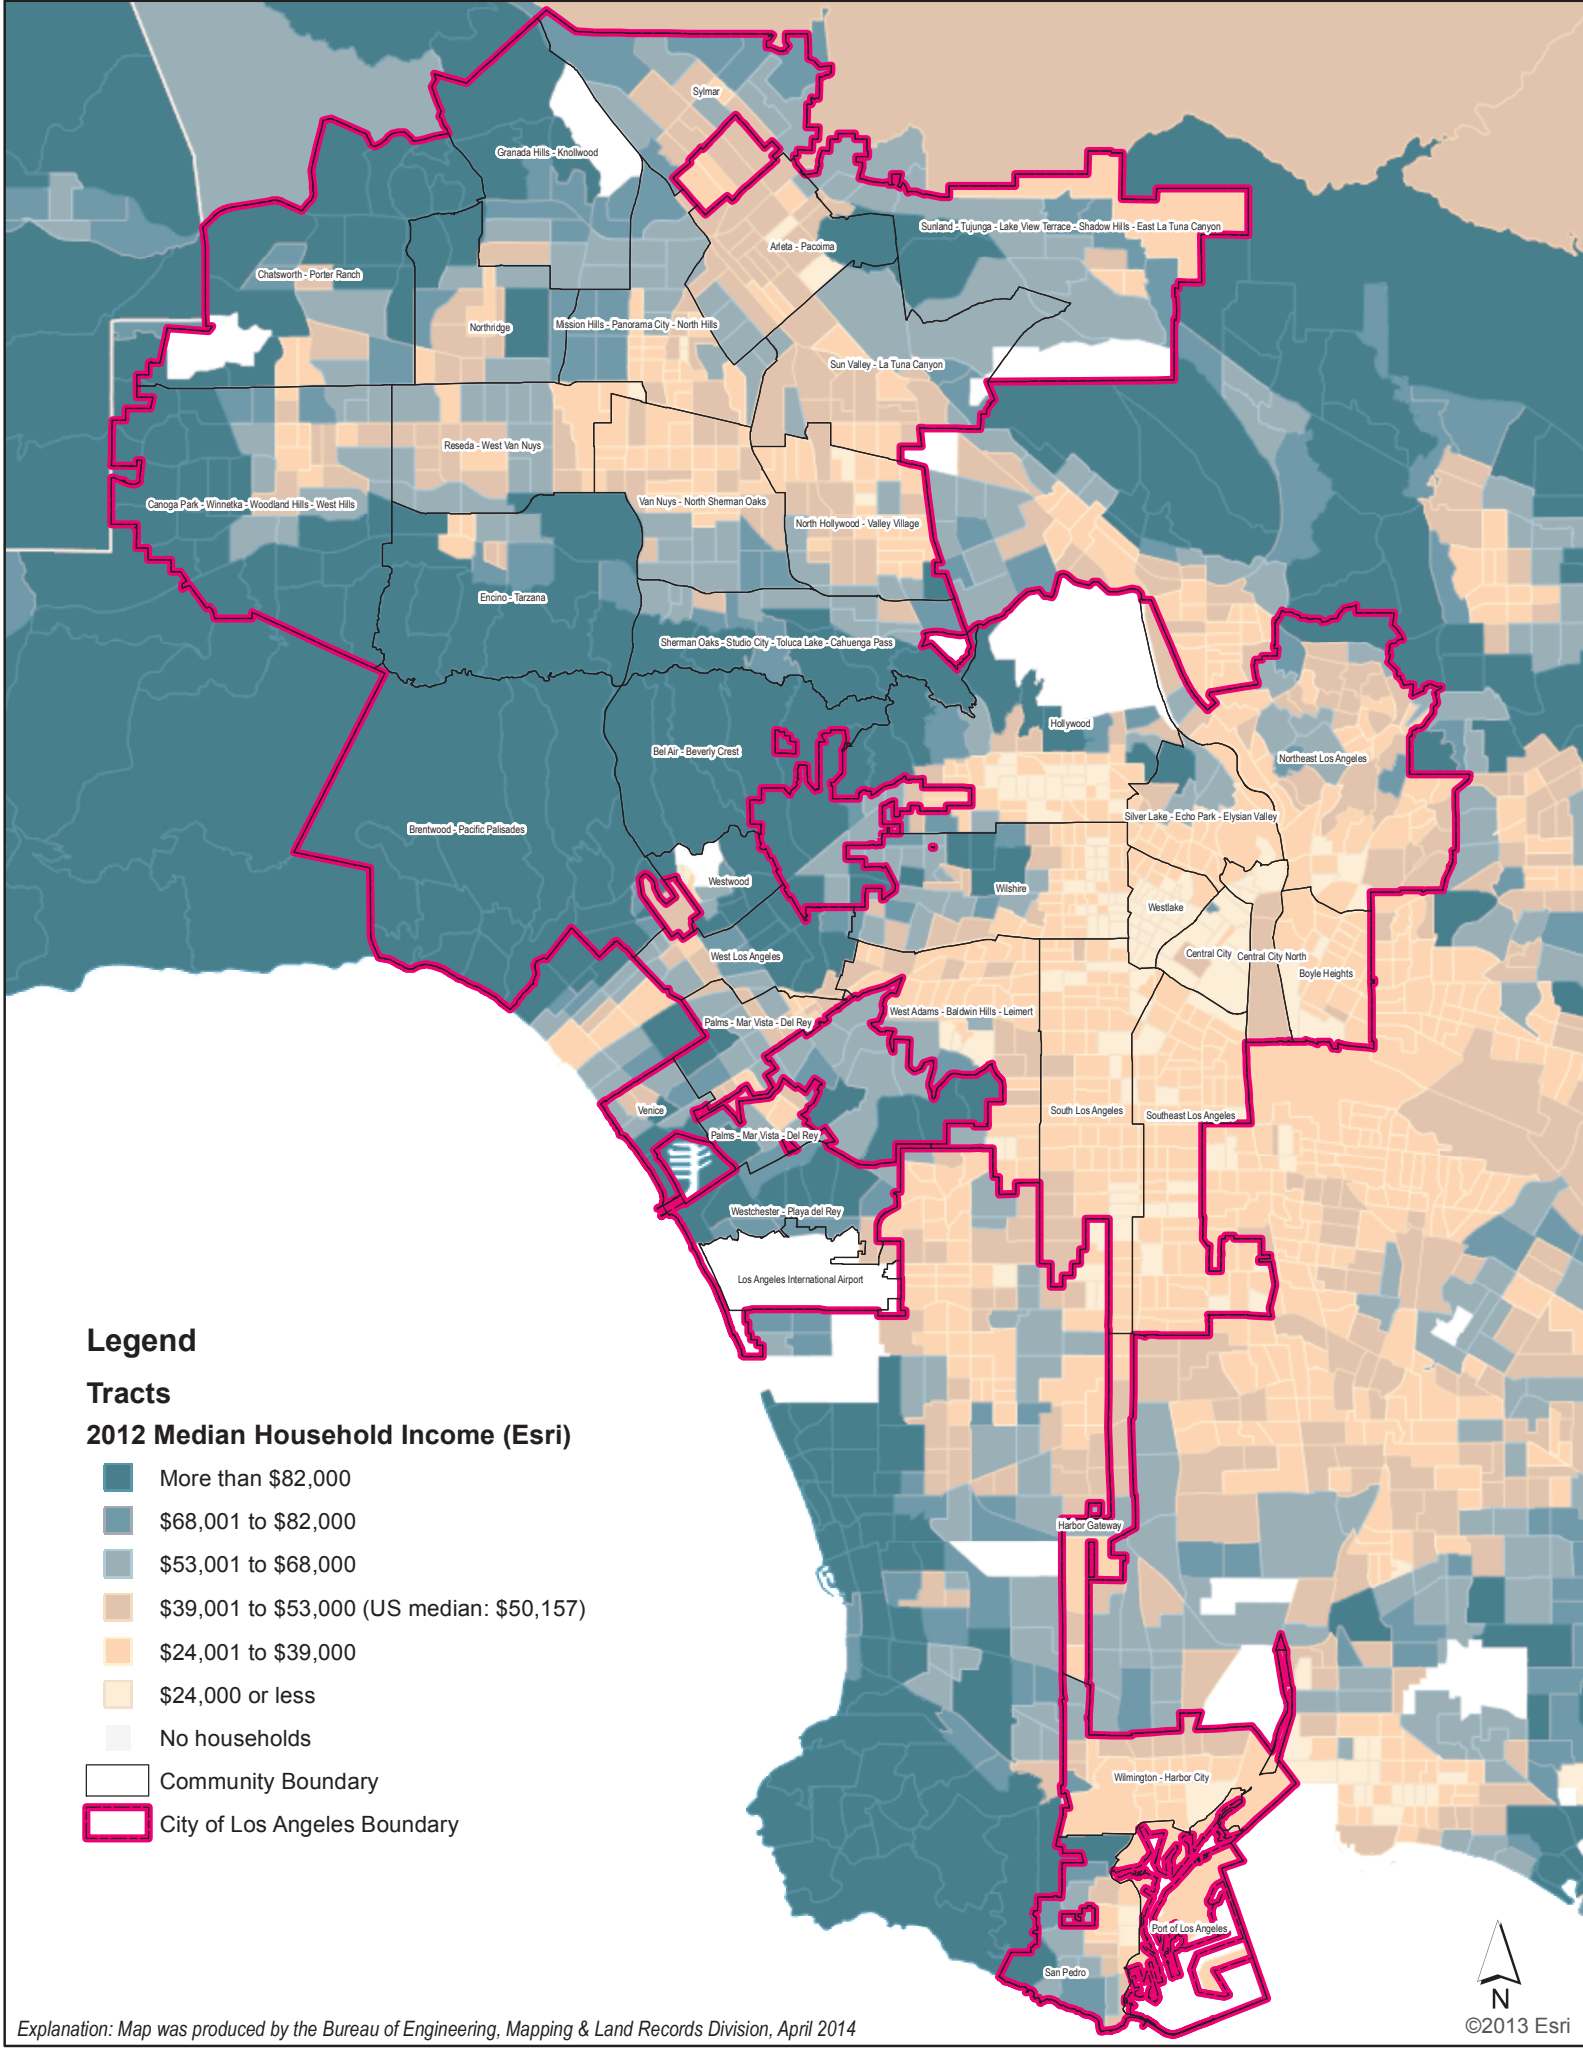 Sylmar
Granada Hills - Knollwood
Sunland - Tujunga - Lake View Terrace - Shadow Hills - East La Tuna Canyon
Arleta - Pacoima
Chatsworth - Porter Ranch
Northridge
Mission Hills - Panorama City - North Hills
Sun Valley - La Tuna Canyon
Reseda - West Van Nuys
Canoga Park - Winnetka - Woodland Hills - West Hills
Van Nuys - North Sherman Oaks
North Hollywood - Valley Village
Encino - Tarzana
Sherman Oaks - Studio City - Toluca Lake - Cahuenga Pass
Hollywood
Bel Air - Beverly Crest
Northeast Los Angeles
Silver Lake - Echo Park - Elysian Valley
Brentwood - Pacific Palisades
Westwood
Wilshire
Westlake
West Los Angeles
Central City
Central City North
Boyle Heights
West Adams - Baldwin Hills - Leimert
Palms - Mar Vista - Del Rey
Venice
South Los Angeles
Southeast Los Angeles
Palms - Mar Vista - Del Rey
Westchester - Playa del Rey
Los Angeles International Airport
Harbor Gateway
Wilmington - Harbor City
Port of Los Angeles
San Pedro
Legend
Tracts
2012 Median Household Income (Esri)
More than $82,000
$68,001 to $82,000
$53,001 to $68,000
$39,001 to $53,000 (US median: $50,157)
$24,001 to $39,000
$24,000 or less
No households
Community Boundary
City of Los Angeles Boundary
N
Explanation: Map was produced by the Bureau of Engineering, Mapping & Land Records Division, April 2014
©2013 Esri